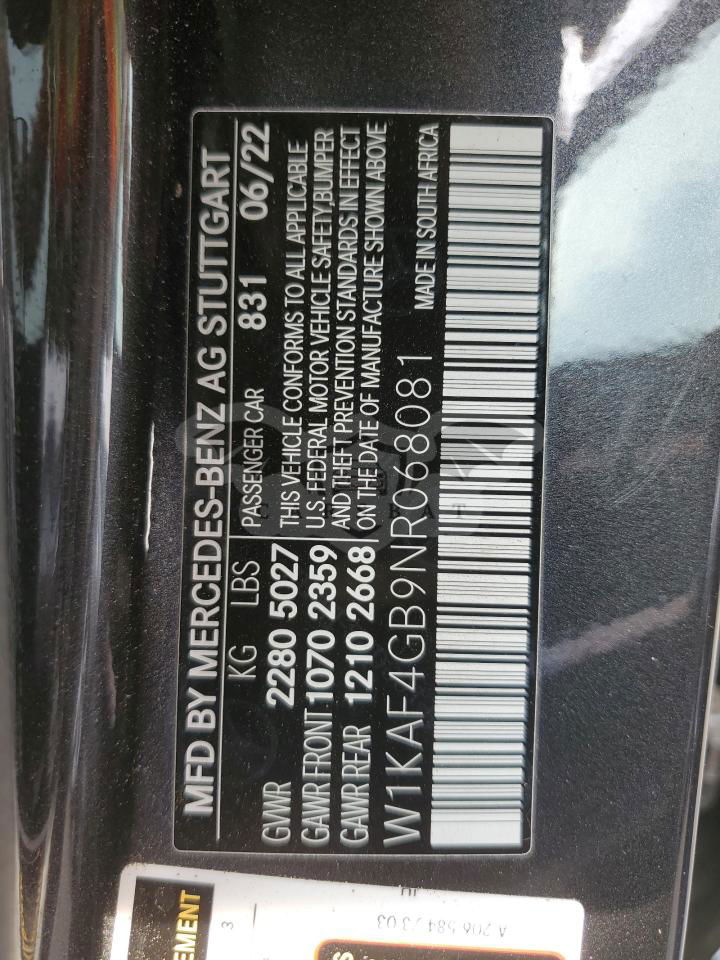 MFD BY MERCEDES-BENZ AG STUTTGART
KG LBS 831 06/22
GVWR 2280 5027 PASSENGER CAR
GAWR FRONT 1070 2359
GAWR REAR 1210 2668
THIS VEHICLE CONFORMS TO ALL APPLICABLE
U.S. FEDERAL MOTOR VEHICLE SAFETY,BUMPER
AND THEFT PREVENTION STANDARDS IN EFFECT
ON THE DATE OF MANUFACTURE SHOWN ABOVE
W1KAF4GB9NR068081 MADE IN SOUTH AFRICA
EMENT
3
A 206 584 73 03